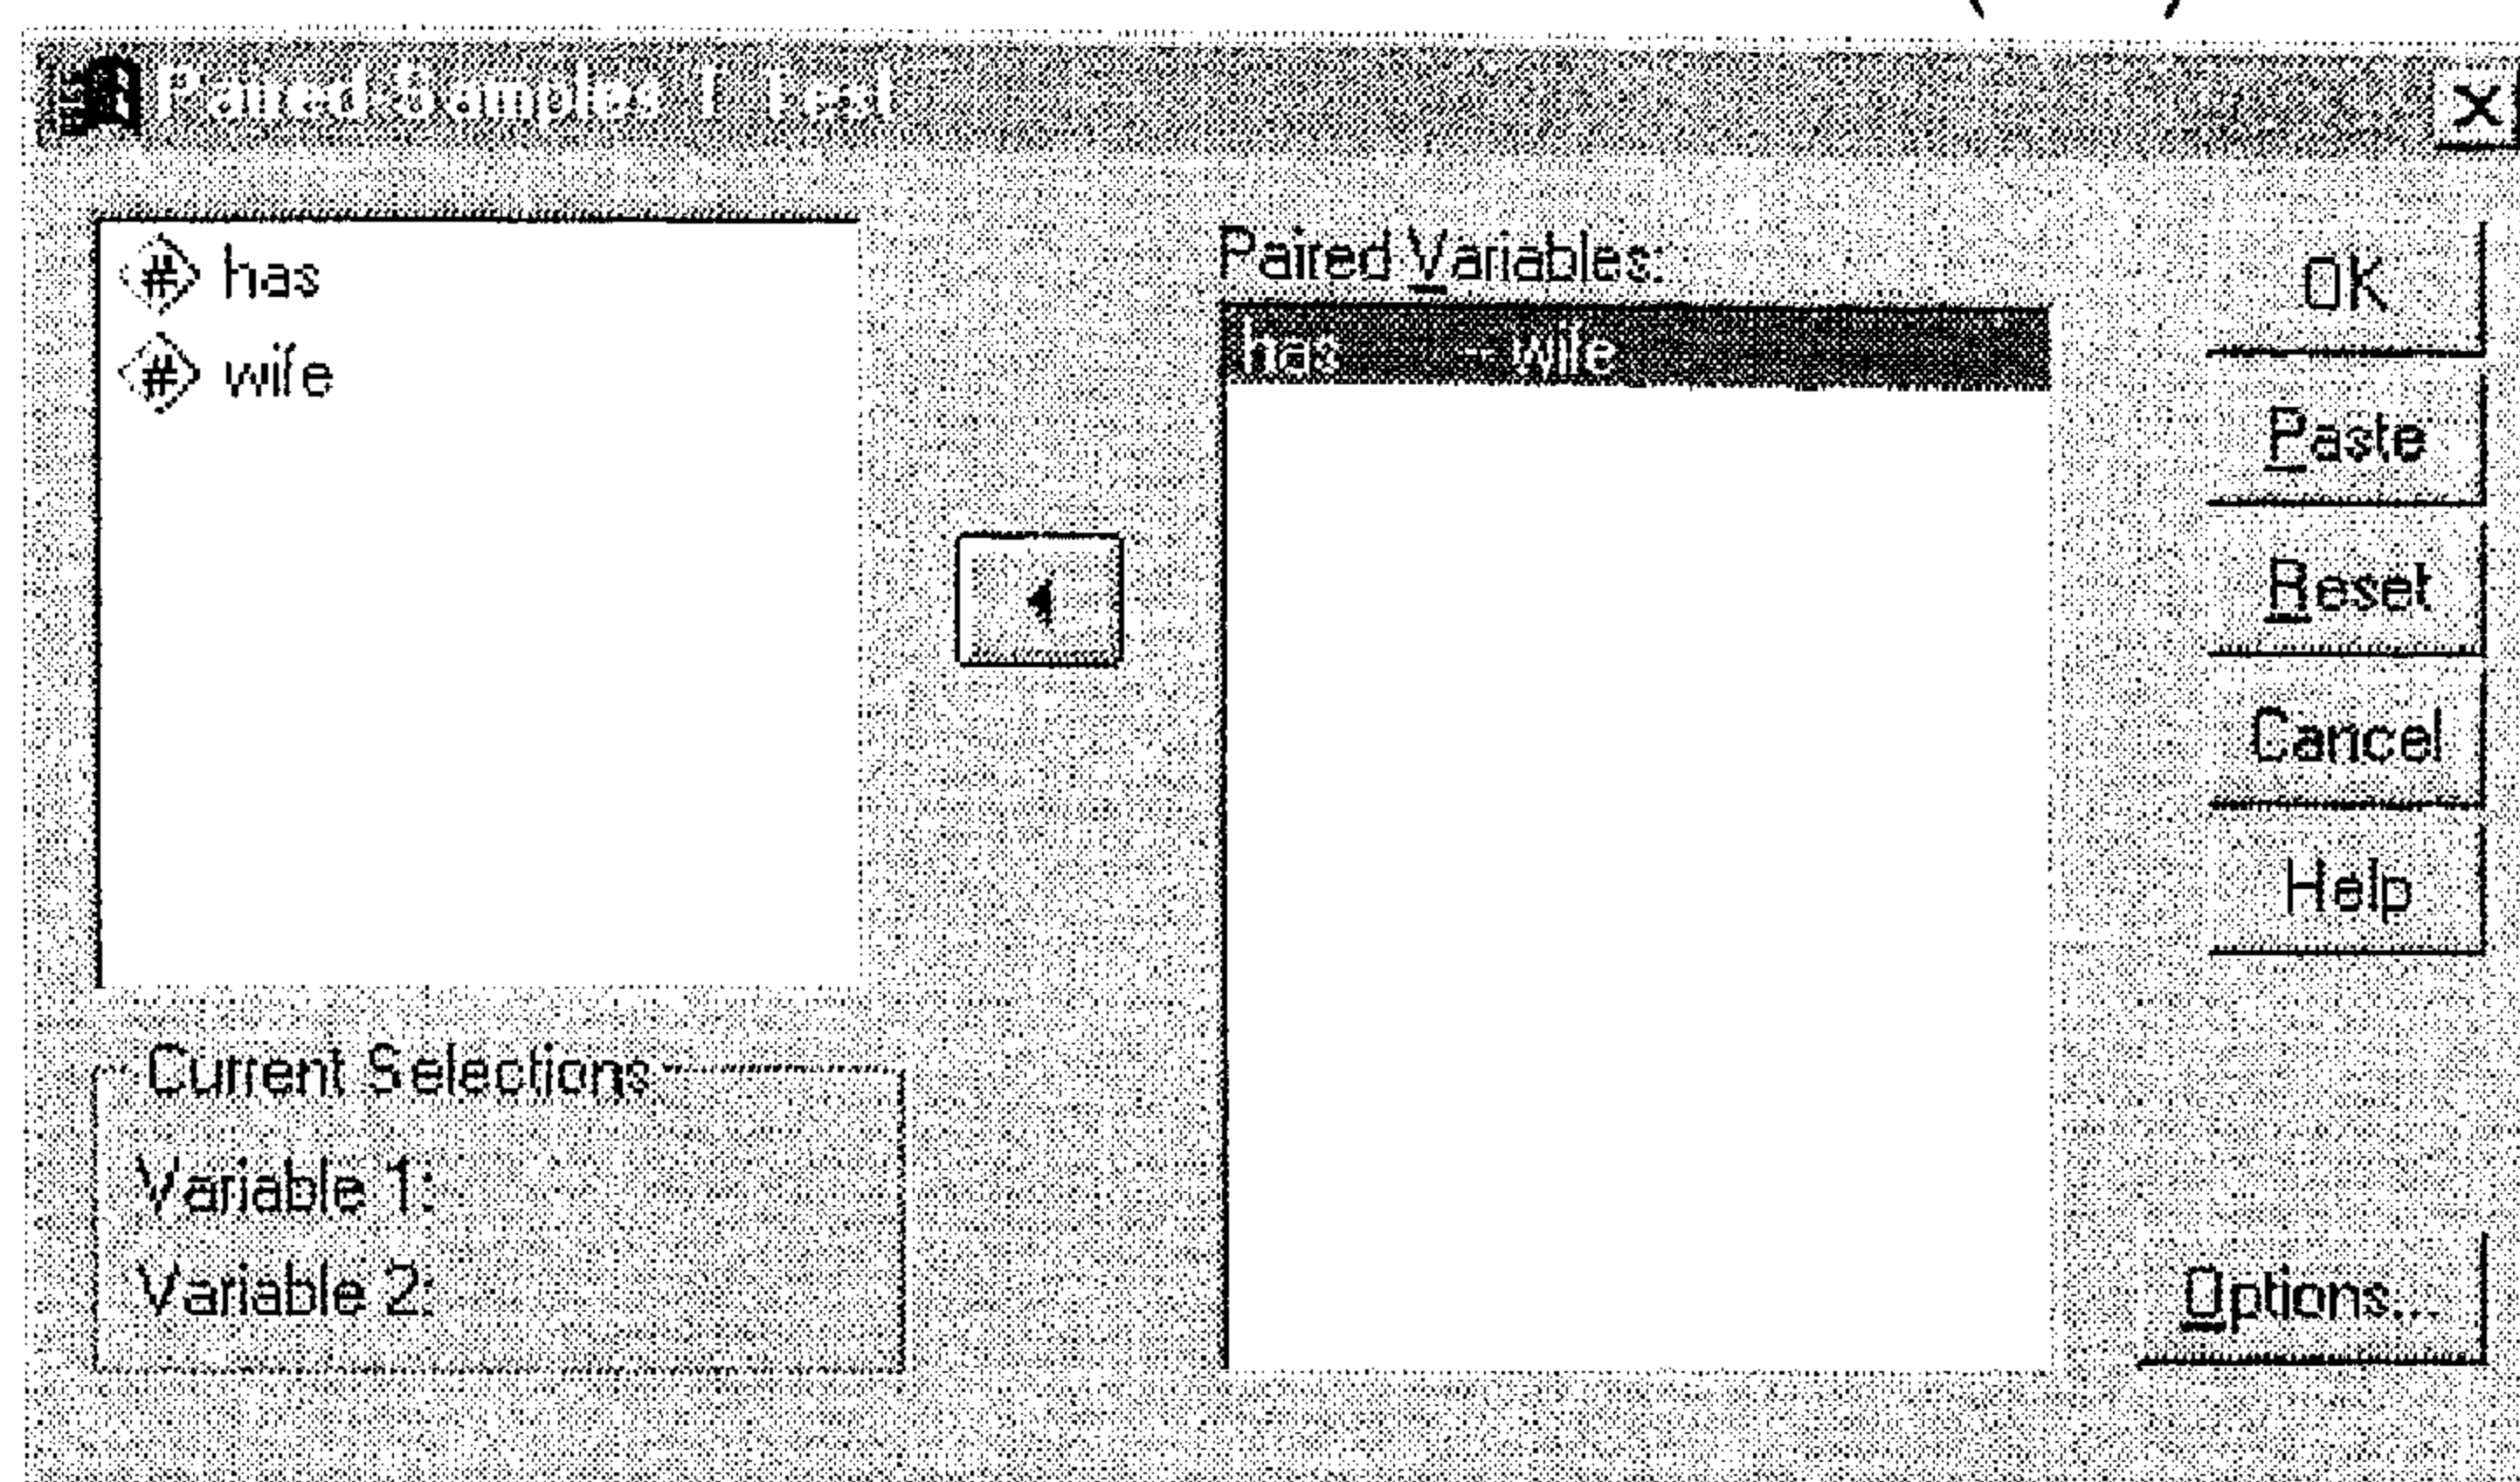 Paired-Samples T Test
has
wife
Paired Variables:
has -- wife
OK
Paste
Reset
Cancel
Help
Current Selections
Variable 1:
Variable 2:
Options...